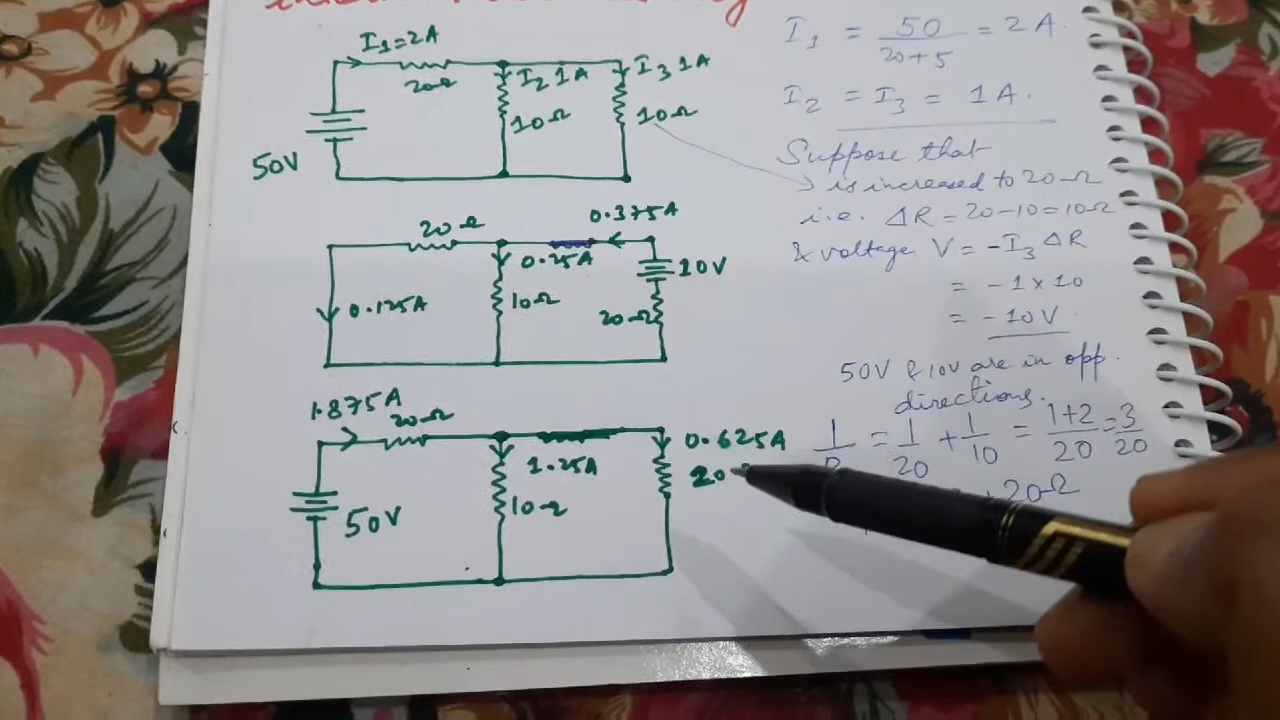 I₁=2A
20Ω
I₂ 1A
10Ω
I₃ 1A
10Ω
50V
20Ω
0.375A
0.25A
10V
0.125A
10Ω
20Ω
1.875A
20Ω
0.625A
1.25A
10Ω
50V
I₁ = 50/20+5 = 2A.
I₂ = I₃ = 1A.
Suppose that
→ is increased to 20Ω
i.e. ΔR = 20-10=10Ω
& voltage V = -I₃ ΔR
= -1×10
= -10V
50V & 10V are in opp.
directions.
= 1/20 + 1/10 = 1+2/20 = 3/20
+20Ω